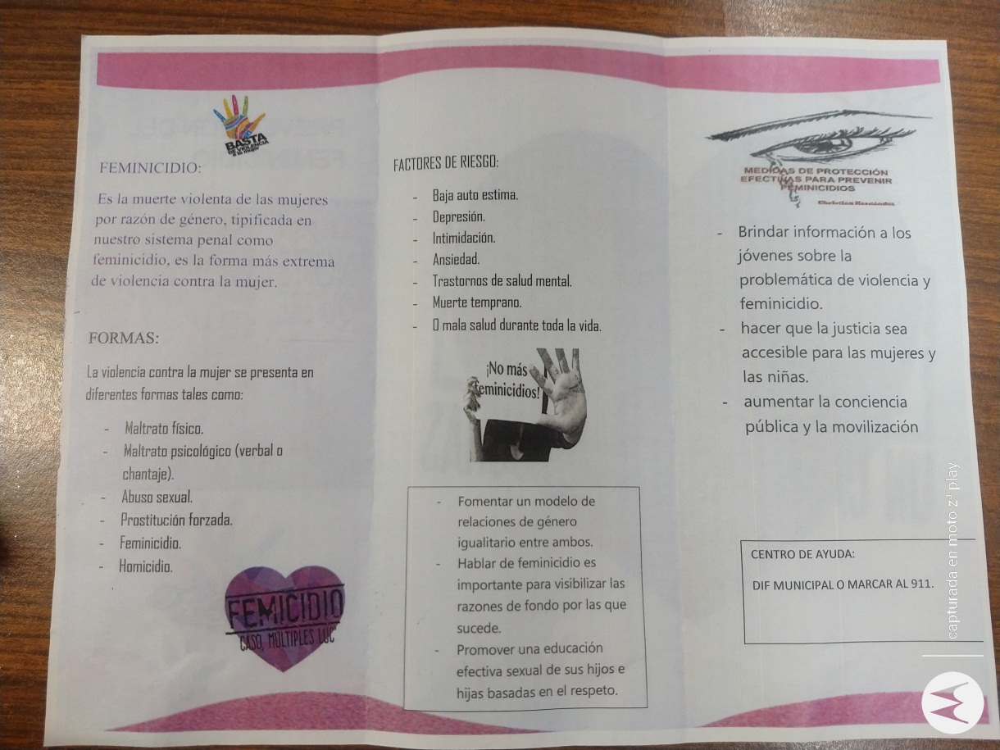 BASTA
DE VIOLENCIA
a la mujer
FEMINICIDIO:
Es la muerte violenta de las mujeres
por razón de género, tipificada en
nuestro sistema penal como
feminicidio, es la forma más extrema
de violencia contra la mujer.
FORMAS:
La violencia contra la mujer se presenta en
diferentes formas tales como:
- Maltrato físico.
- Maltrato psicológico (verbal o
chantaje).
- Abuso sexual.
- Prostitución forzada.
- Feminicidio.
- Homicidio.
FEMICIDIO
CASO, MÚLTIPLES LUC
FACTORES DE RIESGO:
- Baja auto estima.
- Depresión.
- Intimidación.
- Ansiedad.
- Trastornos de salud mental.
- Muerte temprano.
- O mala salud durante toda la vida.
¡No más
feminicidios!
- Fomentar un modelo de
relaciones de género
igualitario entre ambos.
- Hablar de feminicidio es
importante para visibilizar las
razones de fondo por las que
sucede.
- Promover una educación
efectiva sexual de sus hijos e
hijas basadas en el respeto.
MEDIDAS DE PROTECCIÓN
EFECTIVAS PARA PREVENIR
FEMINICIDIOS
Christian Hernández
- Brindar información a los
jóvenes sobre la
problemática de violencia y
feminicidio.
- hacer que la justicia sea
accesible para las mujeres y
las niñas.
- aumentar la conciencia
pública y la movilización
CENTRO DE AYUDA:
DIF MUNICIPAL O MARCAR AL 911.
capturada en moto z³ play